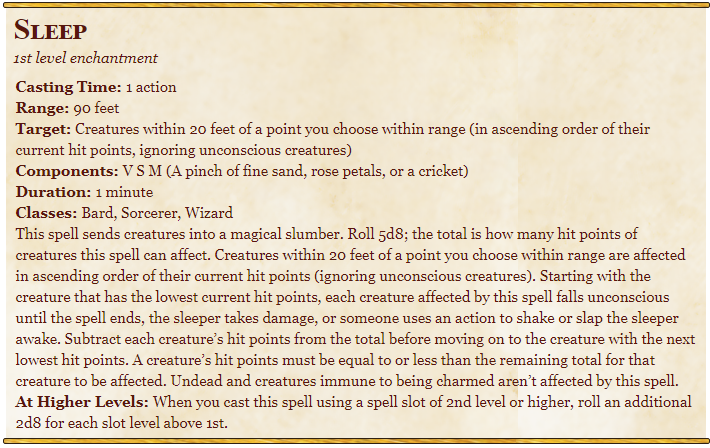 Sleep
1st level enchantment
Casting Time: 1 action
Range: 90 feet
Target: Creatures within 20 feet of a point you choose within range (in ascending order of their
current hit points, ignoring unconscious creatures)
Components: V S M (A pinch of fine sand, rose petals, or a cricket)
Duration: 1 minute
Classes: Bard, Sorcerer, Wizard
This spell sends creatures into a magical slumber. Roll 5d8; the total is how many hit points of
creatures this spell can affect. Creatures within 20 feet of a point you choose within range are affected
in ascending order of their current hit points (ignoring unconscious creatures). Starting with the
creature that has the lowest current hit points, each creature affected by this spell falls unconscious
until the spell ends, the sleeper takes damage, or someone uses an action to shake or slap the sleeper
awake. Subtract each creature’s hit points from the total before moving on to the creature with the next
lowest hit points. A creature’s hit points must be equal to or less than the remaining total for that
creature to be affected. Undead and creatures immune to being charmed aren’t affected by this spell.
At Higher Levels: When you cast this spell using a spell slot of 2nd level or higher, roll an additional
2d8 for each slot level above 1st.